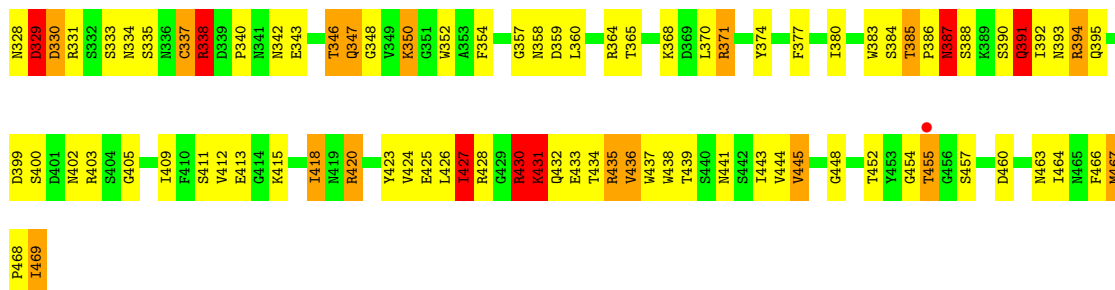 N328 D329 D330 R331 S332 S333 N334 S335 N336 C337 R338 D339 P340 N341 N342 E343 T346 Q347 G348 V349 K350 G351 W352 A353 F354 G357 N358 D359 L360 R364 T365 K368 D369 L370 R371 Y374 F377 I380 W383 S384 T385 P386 N387 S388 K389 S390 Q391 I392 N393 R394 Q395
D399 S400 D401 N402 R403 S404 G405 I409 F410 S411 V412 E413 G414 K415 I418 N419 R420 Y423 V424 E425 L426 I427 R428 G429 R430 K431 Q432 E433 T434 R435 V436 W437 W438 T439 S440 N441 S442 I443 V444 V445 G448 T452 Y453 G454 T455 G456 S457 D460 N463 I464 N465 F466 M467
P468 I469